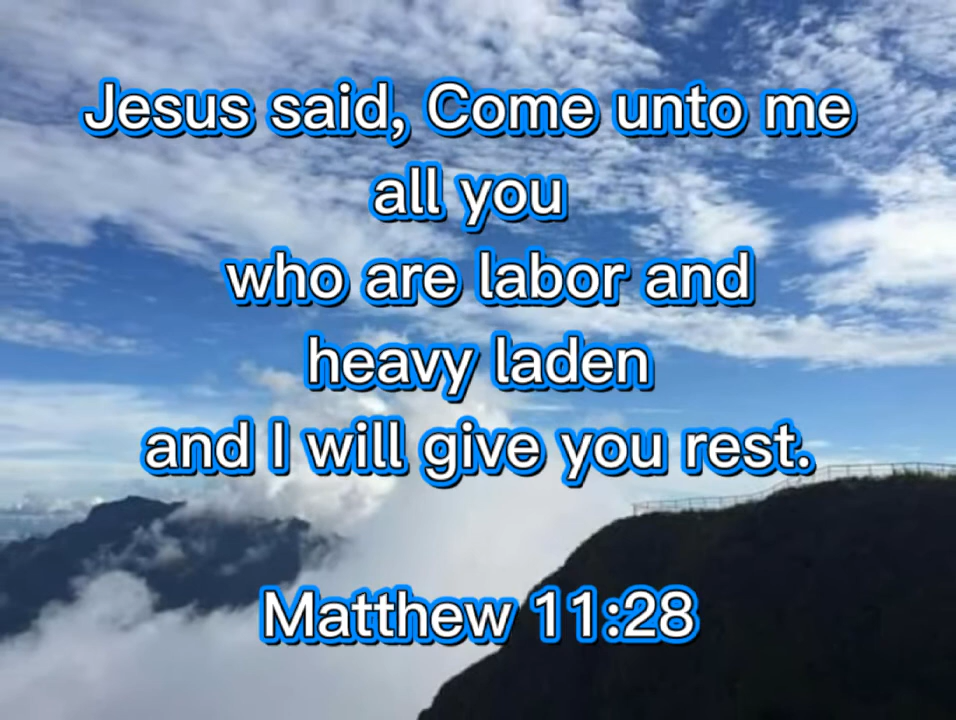 Jesus said, Come unto me
all you
who are labor and
heavy laden
and I will give you rest.
Matthew 11:28